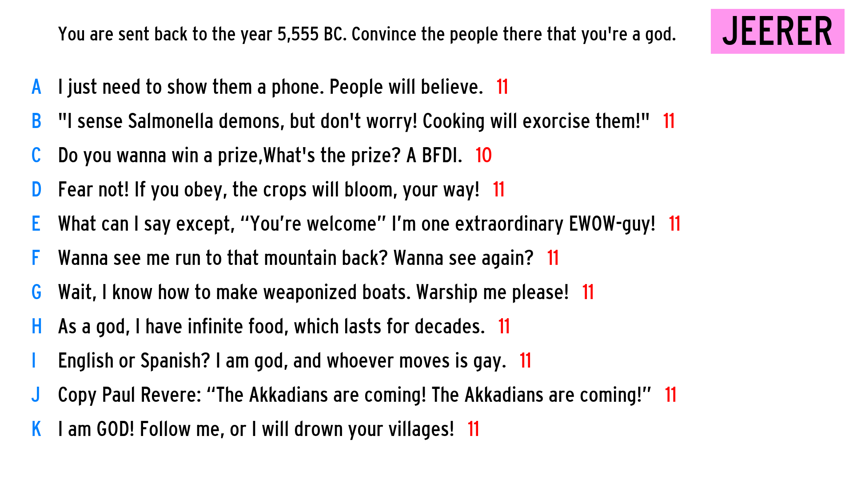 You are sent back to the year 5,555 BC. Convince the people there that you're a god.
JEERER
A I just need to show them a phone. People will believe. 11
B "I sense Salmonella demons, but don't worry! Cooking will exorcise them!" 11
C Do you wanna win a prize,What's the prize? A BFDI. 10
D Fear not! If you obey, the crops will bloom, your way! 11
E What can I say except, “You’re welcome” I’m one extraordinary EWOW-guy! 11
F Wanna see me run to that mountain back? Wanna see again? 11
G Wait, I know how to make weaponized boats. Warship me please! 11
H As a god, I have infinite food, which lasts for decades. 11
I English or Spanish? I am god, and whoever moves is gay. 11
J Copy Paul Revere: “The Akkadians are coming! The Akkadians are coming!” 11
K I am GOD! Follow me, or I will drown your villages! 11